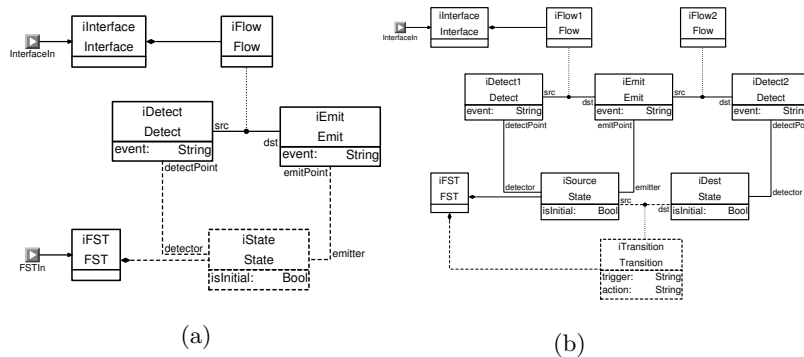 InterfaceIn
iInterface
Interface
iFlow
Flow
iDetect
Detect
event: String
src
dst
iEmit
Emit
event: String
detectPoint
emitPoint
FSTIn
iFST
FST
detector
emitter
iState
State
isInitial: Bool
(a)
InterfaceIn
iInterface
Interface
iFlow1
Flow
iFlow2
Flow
iDetect1
Detect
event: String
src
dst
iEmit
Emit
event: String
src
dst
iDetect2
Detect
event: String
detectPoint
emitPoint
detectPo
iFST
FST
detector
iSource
State
isInitial: Bool
emitter
src
dst
iDest
State
isInitial: Bool
detector
iTransition
Transition
trigger: String
action: String
(b)